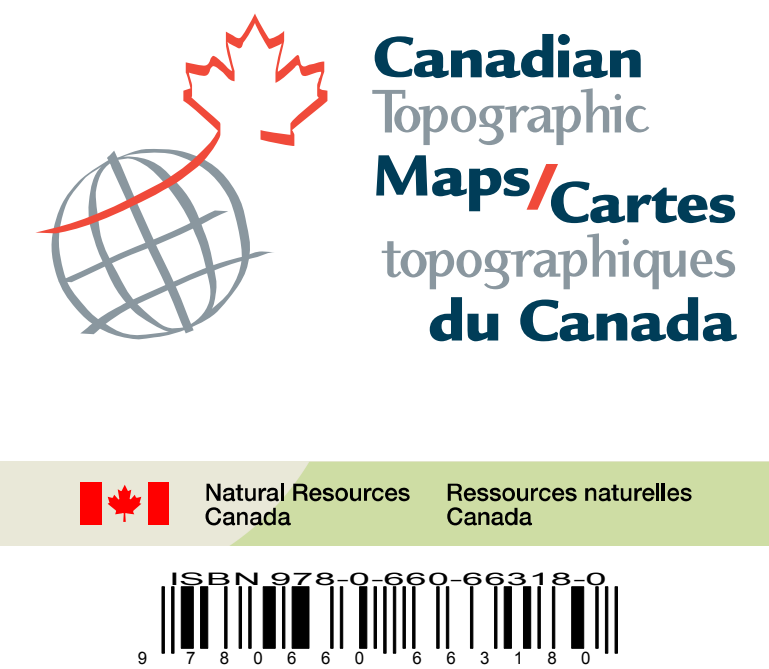 Canadian
Topographic
Maps/Cartes
topographiques
du Canada
Natural Resources Canada
Ressources naturelles Canada
ISBN 978-0-660-66318-0
9 780660 663180